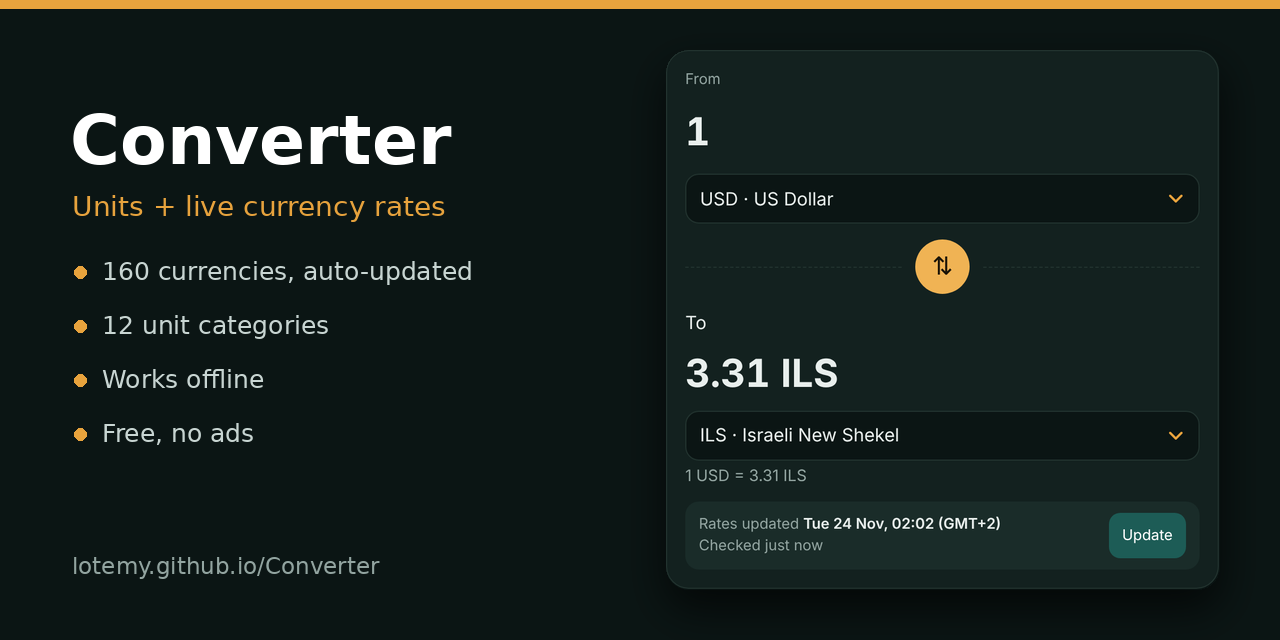 Converter
Units + live currency rates
160 currencies, auto-updated
12 unit categories
Works offline
Free, no ads
lotemy.github.io/Converter
From
1
USD · US Dollar
⇅
To
3.31 ILS
ILS · Israeli New Shekel
1 USD = 3.31 ILS
Rates updated Tue 24 Nov, 02:02 (GMT+2)
Checked just now
Update